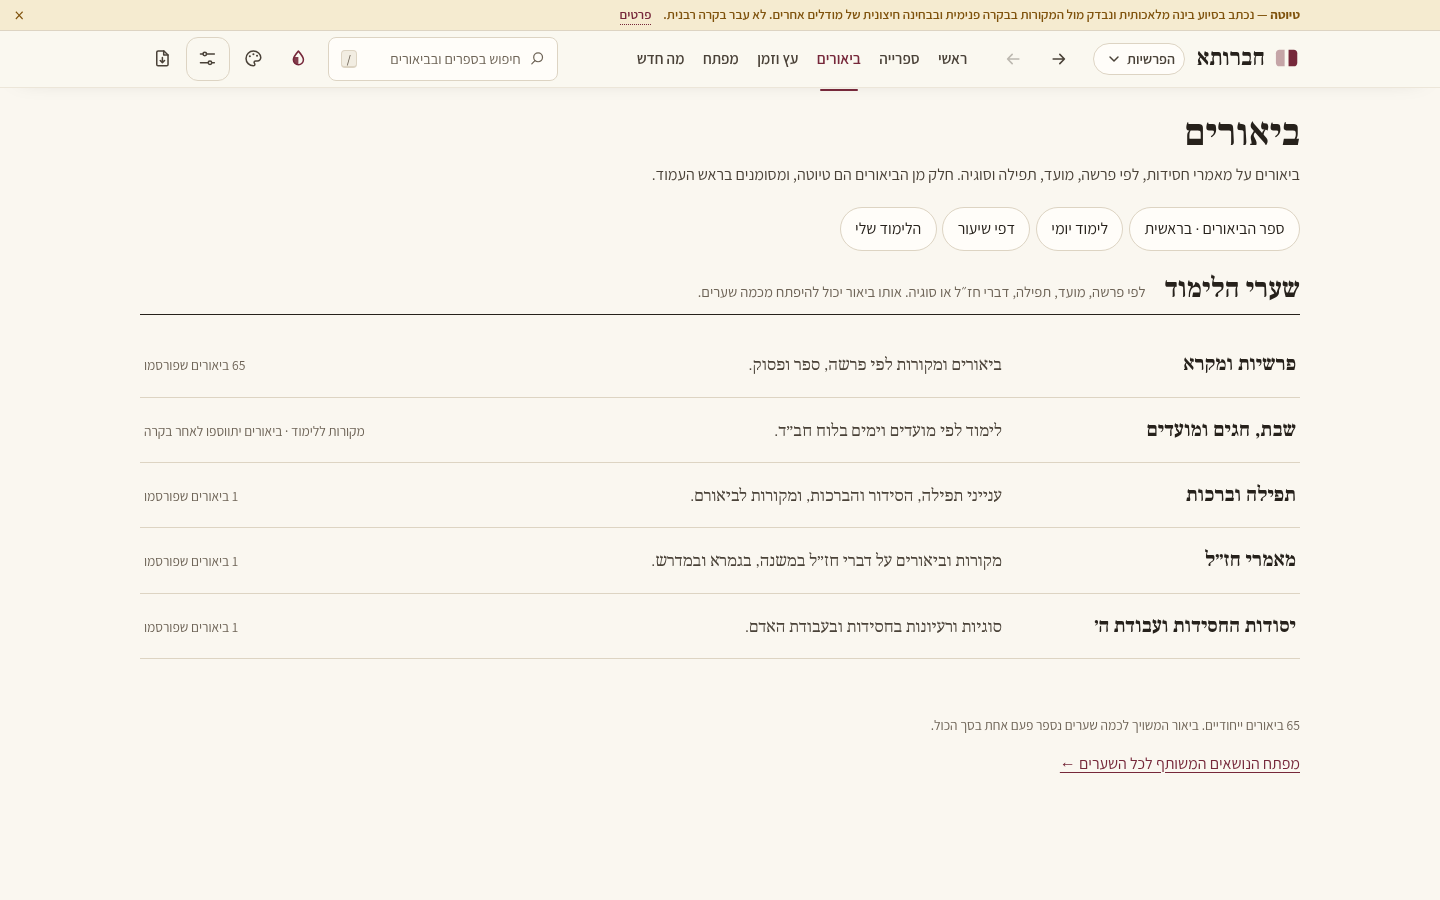 טיוטה — נכתב בסיוע בינה מלאכותית ונבדק מול המקורות בבקרה פנימית ובבחינה חיצונית של מודלים אחרים. לא עבר בקרה רבנית. פרטים ×
חברותא הפרשיות → ← ראשי ספרייה ביאורים עץ וזמן מפתח מה חדש חיפוש בספרים ובביאורים /
ביאורים
ביאורים על מאמרי חסידות, לפי פרשה, מועד, תפילה וסוגיה. חלק מן הביאורים הם טיוטה, ומסומנים בראש העמוד.
ספר הביאורים · בראשית לימוד יומי דפי שיעור הלימוד שלי
שערי הלימוד לפי פרשה, מועד, תפילה, דברי חז״ל או סוגיה. אותו ביאור יכול להיפתח מכמה שערים.
פרשיות ומקרא ביאורים ומקורות לפי פרשה, ספר ופסוק. 65 ביאורים שפורסמו
שבת, חגים ומועדים לימוד לפי מועדים וימים בלוח חב״ד. מקורות ללימוד · ביאורים יתווספו לאחר בקרה
תפילה וברכות ענייני תפילה, הסידור והברכות, ומקורות לביאורם. 1 ביאורים שפורסמו
מאמרי חז״ל מקורות וביאורים על דברי חז״ל במשנה, בגמרא ובמדרש. 1 ביאורים שפורסמו
יסודות החסידות ועבודת ה׳ סוגיות ורעיונות בחסידות ובעבודת האדם. 1 ביאורים שפורסמו
65 ביאורים ייחודיים. ביאור המשויך לכמה שערים נספר פעם אחת בסך הכול.
מפתח הנושאים המשותף לכל השערים ←